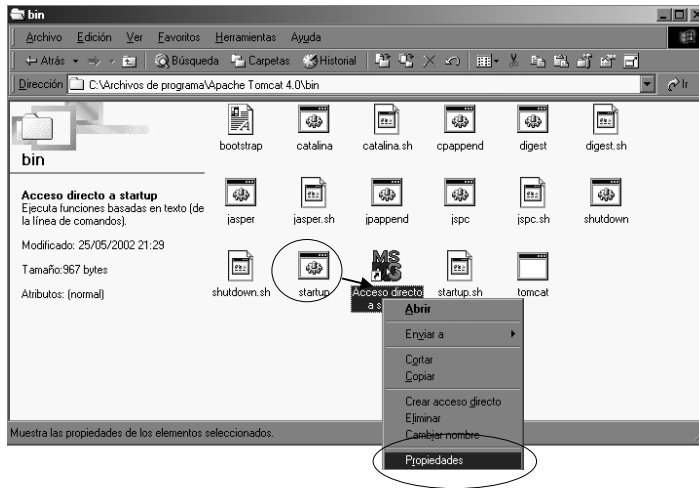 bin
Archivo Edición Ver Favoritos Herramientas Ayuda
Atrás Búsqueda Carpetas Historial
Dirección C:\Archivos de programa\Apache Tomcat 4.0\bin Ir
bin
Acceso directo a startup
Ejecuta funciones basadas en texto (de
la línea de comandos).
Modificado: 25/05/2002 21:29
Tamaño:967 bytes
Atributos: (normal)
bootstrap catalina catalina.sh cpappend digest digest.sh
jasper jasper.sh jpappend jspc jspc.sh shutdown
MS
shutdown.sh startup Acceso directo startup.sh tomcat
a s
Abrir
Enviar a
Cortar
Copiar
Crear acceso directo
Eliminar
Cambiar nombre
Propiedades
Muestra las propiedades de los elementos seleccionados.